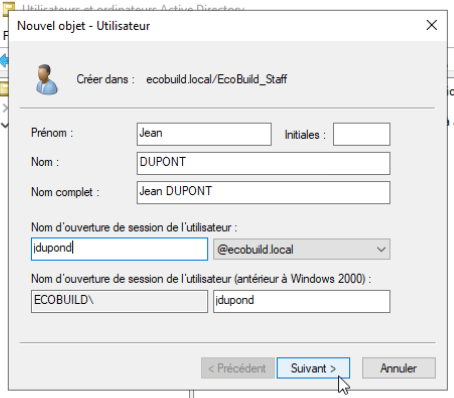 Utilisateurs et ordinateurs Active Directory
Nouvel objet - Utilisateur
Créer dans : ecobuild.local/EcoBuild_Staff
Prénom : Jean Initiales :
Nom : DUPONT
Nom complet : Jean DUPONT
Nom d'ouverture de session de l'utilisateur :
jdupond @ecobuild.local
Nom d'ouverture de session de l'utilisateur (antérieur à Windows 2000) :
ECOBUILD\ jdupond
< Précédent Suivant > Annuler